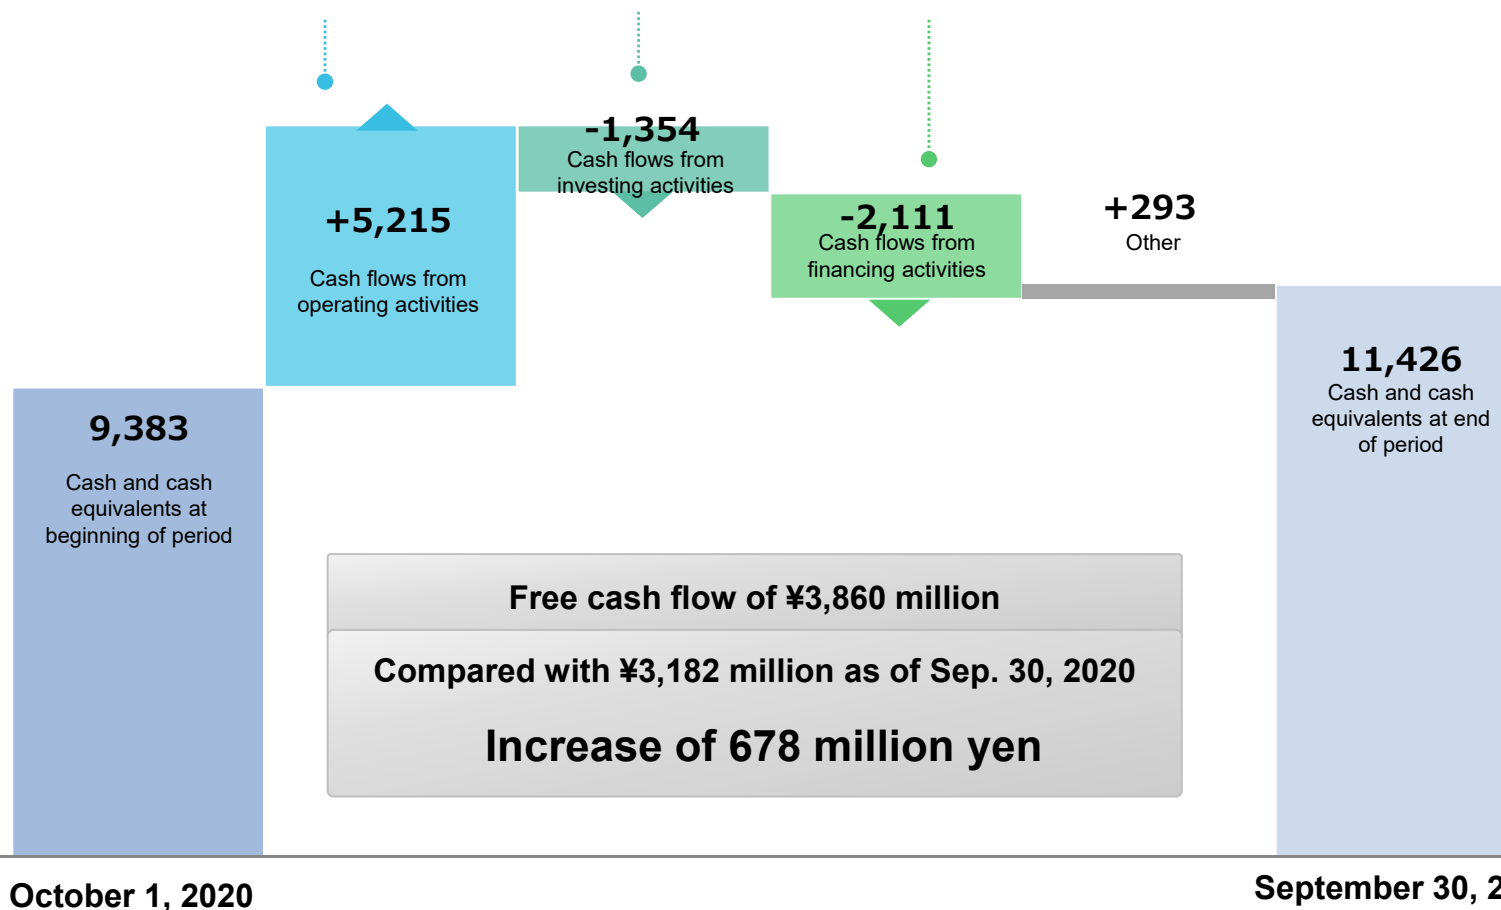 +5,215
Cash flows from
operating activities
-1,354
Cash flows from
investing activities
-2,111
Cash flows from
financing activities
+293
Other
9,383
Cash and cash
equivalents at
beginning of period
11,426
Cash and cash
equivalents at end
of period
Free cash flow of ¥3,860 million
Compared with ¥3,182 million as of Sep. 30, 2020
Increase of 678 million yen
October 1, 2020
September 30, 2